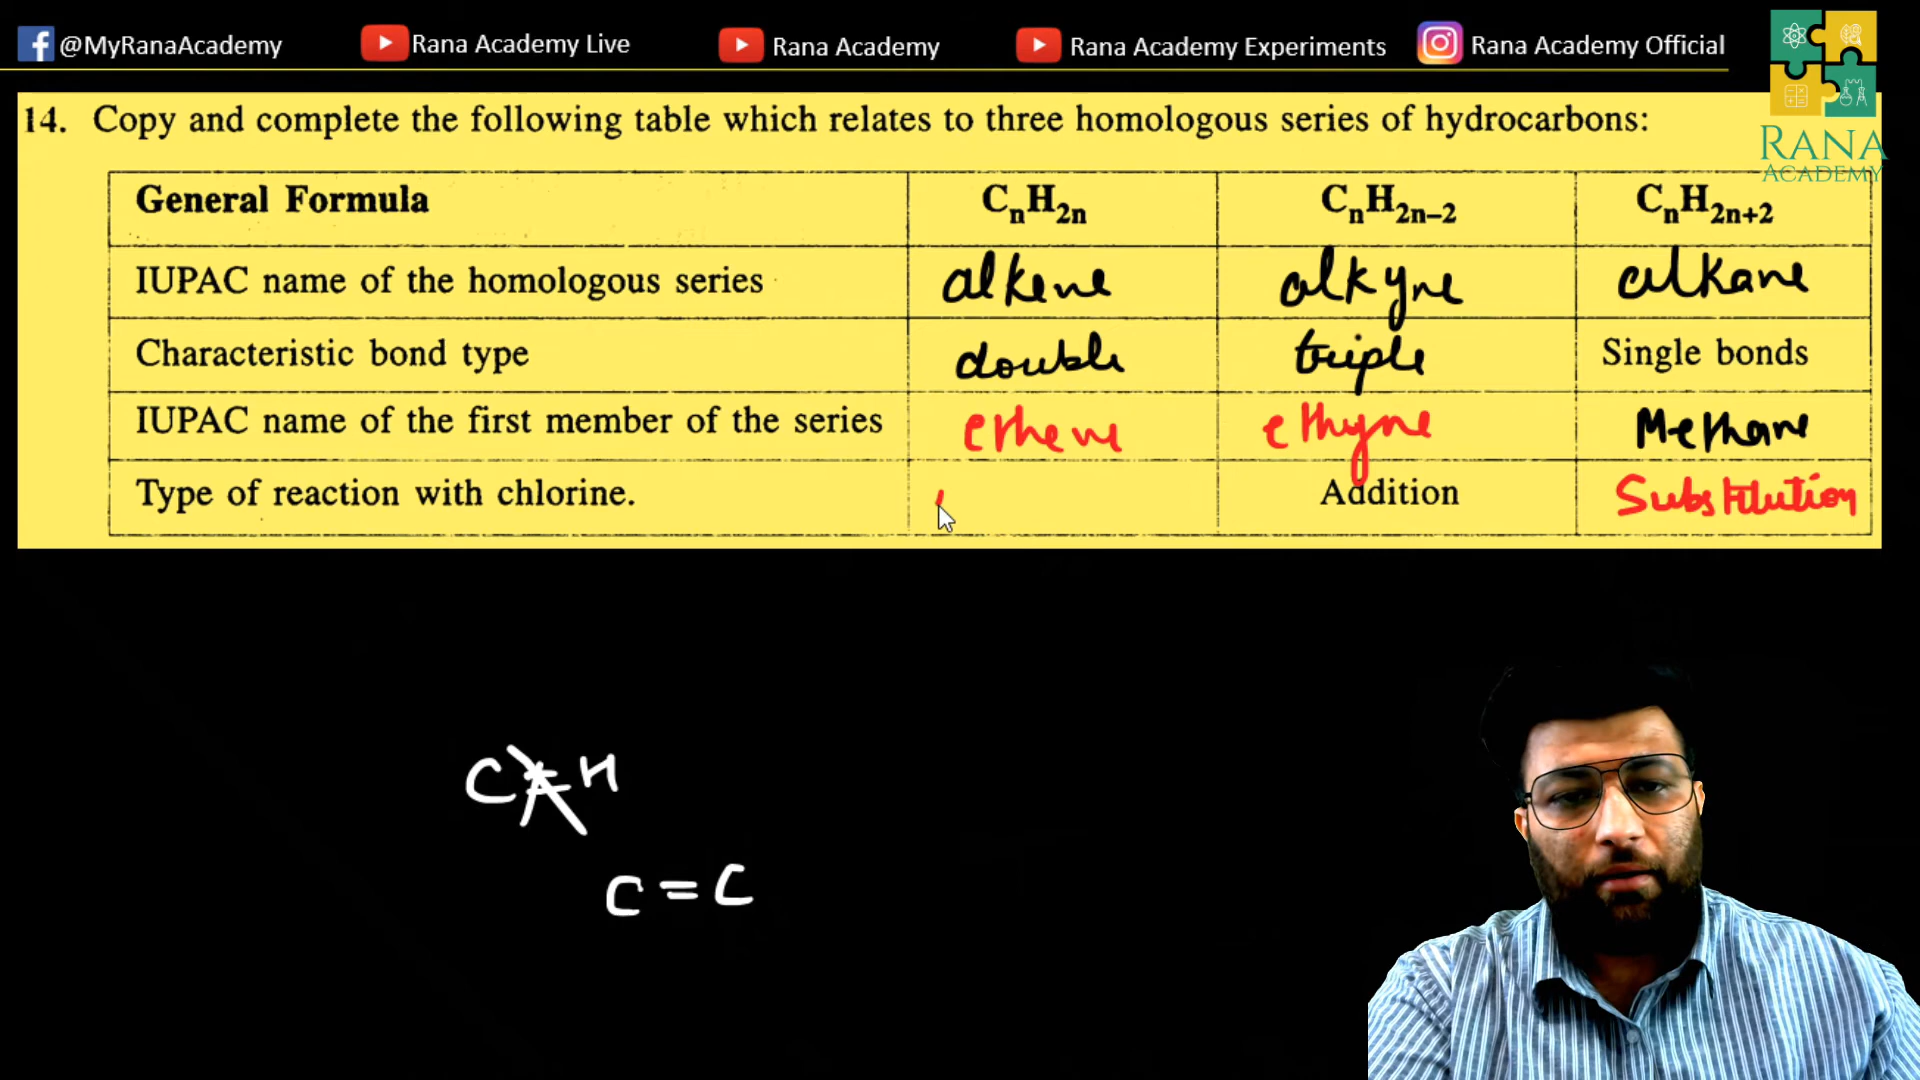 @MyRanaAcademy Rana Academy Live Rana Academy Rana Academy Experiments Rana Academy Official
RANA
ACADEMY
14. Copy and complete the following table which relates to three homologous series of hydrocarbons:
General Formula CₙH₂ₙ CₙH₂ₙ₋₂ CₙH₂ₙ₊₂
IUPAC name of the homologous series alkene alkyne alkane
Characteristic bond type double triple Single bonds
IUPAC name of the first member of the series ethene ethyne Methane
Type of reaction with chlorine. Addition Substitution
C H
C = C